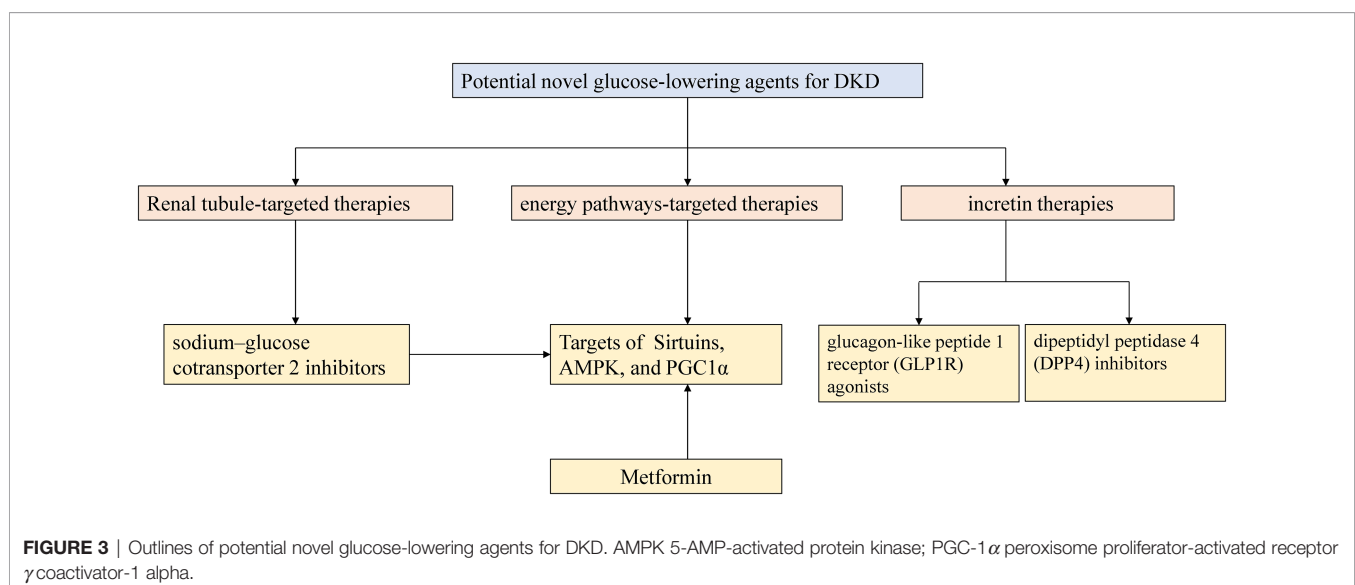 Potential novel glucose-lowering agents for DKD
Renal tubule-targeted therapies
energy pathways-targeted therapies
incretin therapies
sodium–glucose
cotransporter 2 inhibitors
Targets of Sirtuins,
AMPK, and PGC1α
glucagon-like peptide 1
receptor (GLP1R)
agonists
dipeptidyl peptidase 4
(DPP4) inhibitors
Metformin
FIGURE 3 | Outlines of potential novel glucose-lowering agents for DKD. AMPK 5-AMP-activated protein kinase; PGC-1α peroxisome proliferator-activated receptor
γ coactivator-1 alpha.